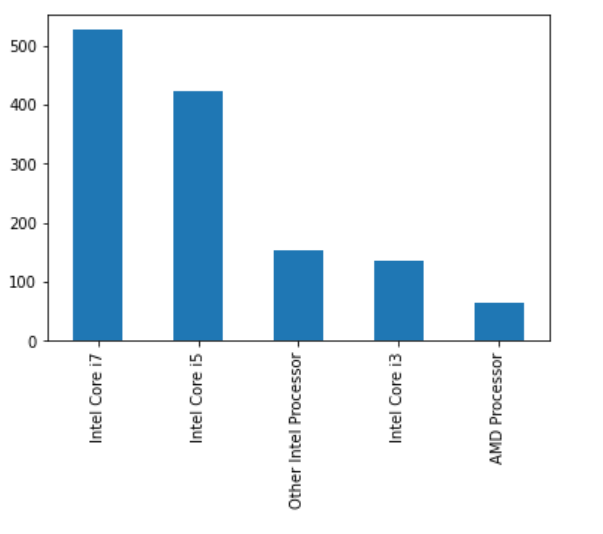 500
400
300
200
100
0
Intel Core i7
Intel Core i5
Other Intel Processor
Intel Core i3
AMD Processor